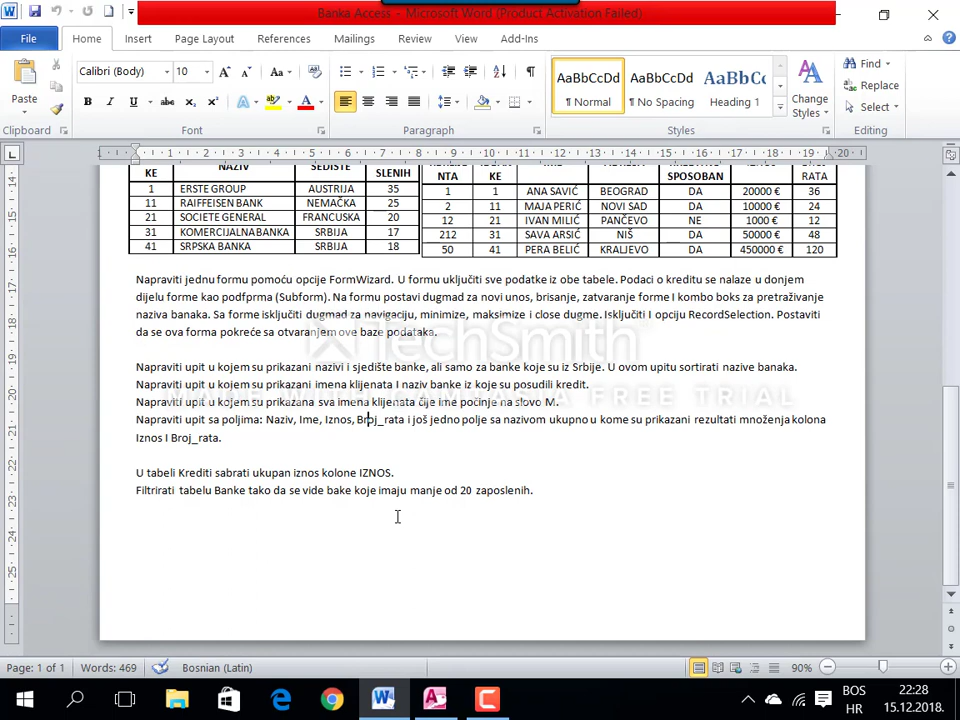 Banka Access - Microsoft Word (Product Activation Failed)
File Home Insert Page Layout References Mailings Review View Add-Ins
Paste
Calibri (Body) 10
AaBbCcDd AaBbCcDd AaBbCc
¶ Normal ¶ No Spacing Heading 1
Change Styles
Find
Replace
Select
Clipboard Font Paragraph Styles Editing
KE NAZIV SEDIŠTE SLENIH
1 ERSTE GROUP AUSTRIJA 35
11 RAIFFEISEN BANK NEMAČKA 25
21 SOCIETE GENERAL FRANCUSKA 20
31 KOMERCIJALNA BANKA SRBIJA 17
41 SRPSKA BANKA SRBIJA 18
NTA KE SPOSOBAN RATA
1 1 ANA SAVIĆ BEOGRAD DA 20000 € 36
2 11 MAJA PERIĆ NOVI SAD DA 10000 € 24
12 21 IVAN MILIĆ PANČEVO NE 1000 € 12
212 31 SAVA ARSIĆ NIŠ DA 50000 € 48
50 41 PERA BELIĆ KRALJEVO DA 450000 € 120
Napraviti jednu formu pomoću opcije FormWizard. U formu uključiti sve podatke iz obe tabele. Podaci o kreditu se nalaze u donjem
dijelu forme kao podfprma (Subform). Na formu postavi dugmad za novi unos, brisanje, zatvaranje forme I kombo boks za pretraživanje
naziva banaka. Sa forme isključiti dugmad za navigaciju, minimize, maksimize i close dugme. Isključiti I opciju RecordSelection. Postaviti
da se ova forma pokreće sa otvaranjem ove baze podataka.
TechSmith
Napraviti upit u kojem su prikazani nazivi i sjedište banke, ali samo za banke koje su iz Srbije. U ovom upitu sortirati nazive banaka.
Napraviti upit u kojem su prikazani imena klijenata I naziv banke iz koje su posudili kredit.
MADE WITH CAMTASIA FREE TRIAL
Napraviti upit u kojem su prikazana sva imena klijenata čije ime počinje na slovo M.
Napraviti upit sa poljima: Naziv, Ime, Iznos, Broj_rata i još jedno polje sa nazivom ukupno u kome su prikazani rezultati množenja kolona
Iznos I Broj_rata.
U tabeli Krediti sabrati ukupan iznos kolone IZNOS.
Filtrirati tabelu Banke tako da se vide bake koje imaju manje od 20 zaposlenih.
Page: 1 of 1 Words: 469 Bosnian (Latin) 90%
BOS
HR
22:28
15.12.2018.